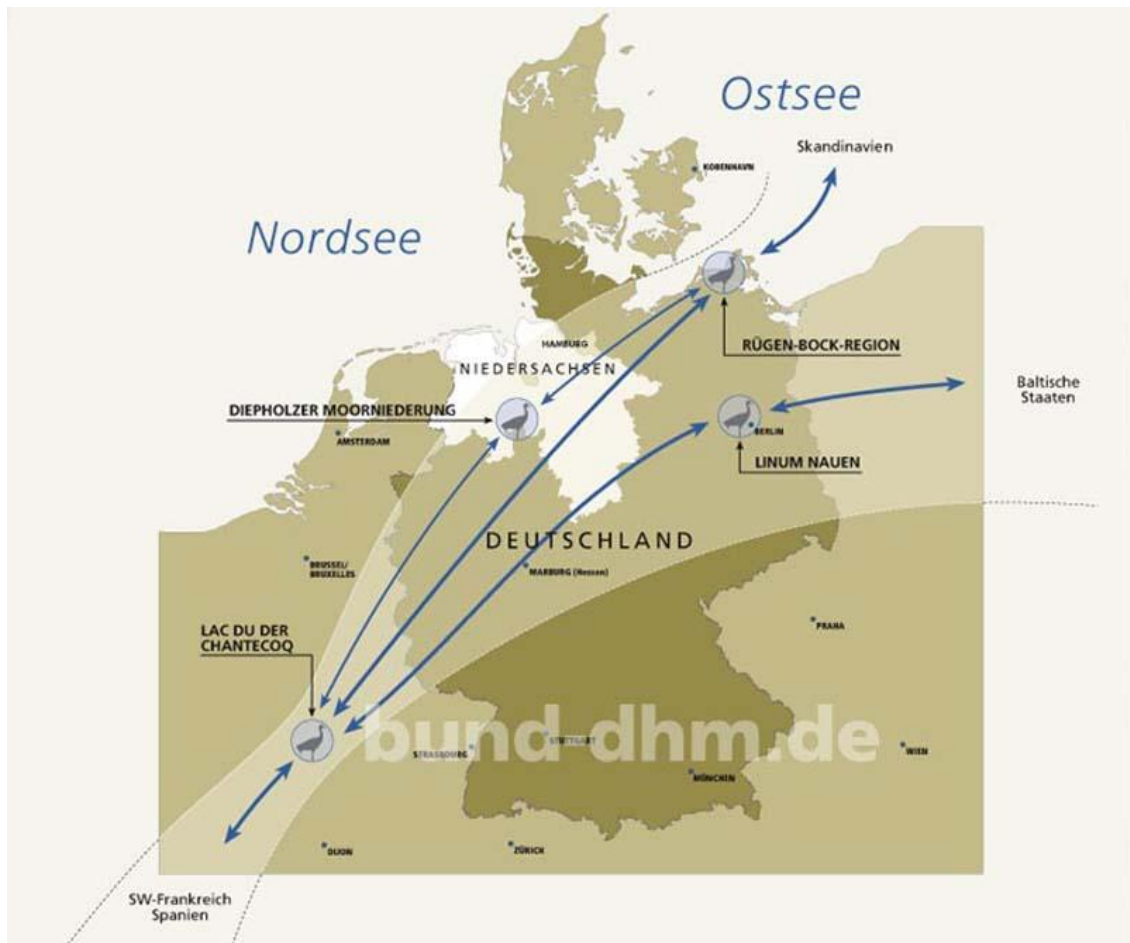 Ostsee
Skandinavien
KOBENHAVN
Nordsee
RÜGEN-BOCK-REGION
HAMBURG
NIEDERSACHSEN
Baltische
Staaten
DIEPHOLZER MOORNIEDERUNG
AMSTERDAM
BERLIN
LINUM NAUEN
DEUTSCHLAND
BRUSSEL/
BRUXELLES
MARBURG (Hessen)
LAC DU DER
CHANTECOQ
PRAHA
bund-dhm.de
STRASBOURG
STUTTGART
WIEN
MÜNCHEN
DIJON
ZÜRICH
SW-Frankreich
Spanien